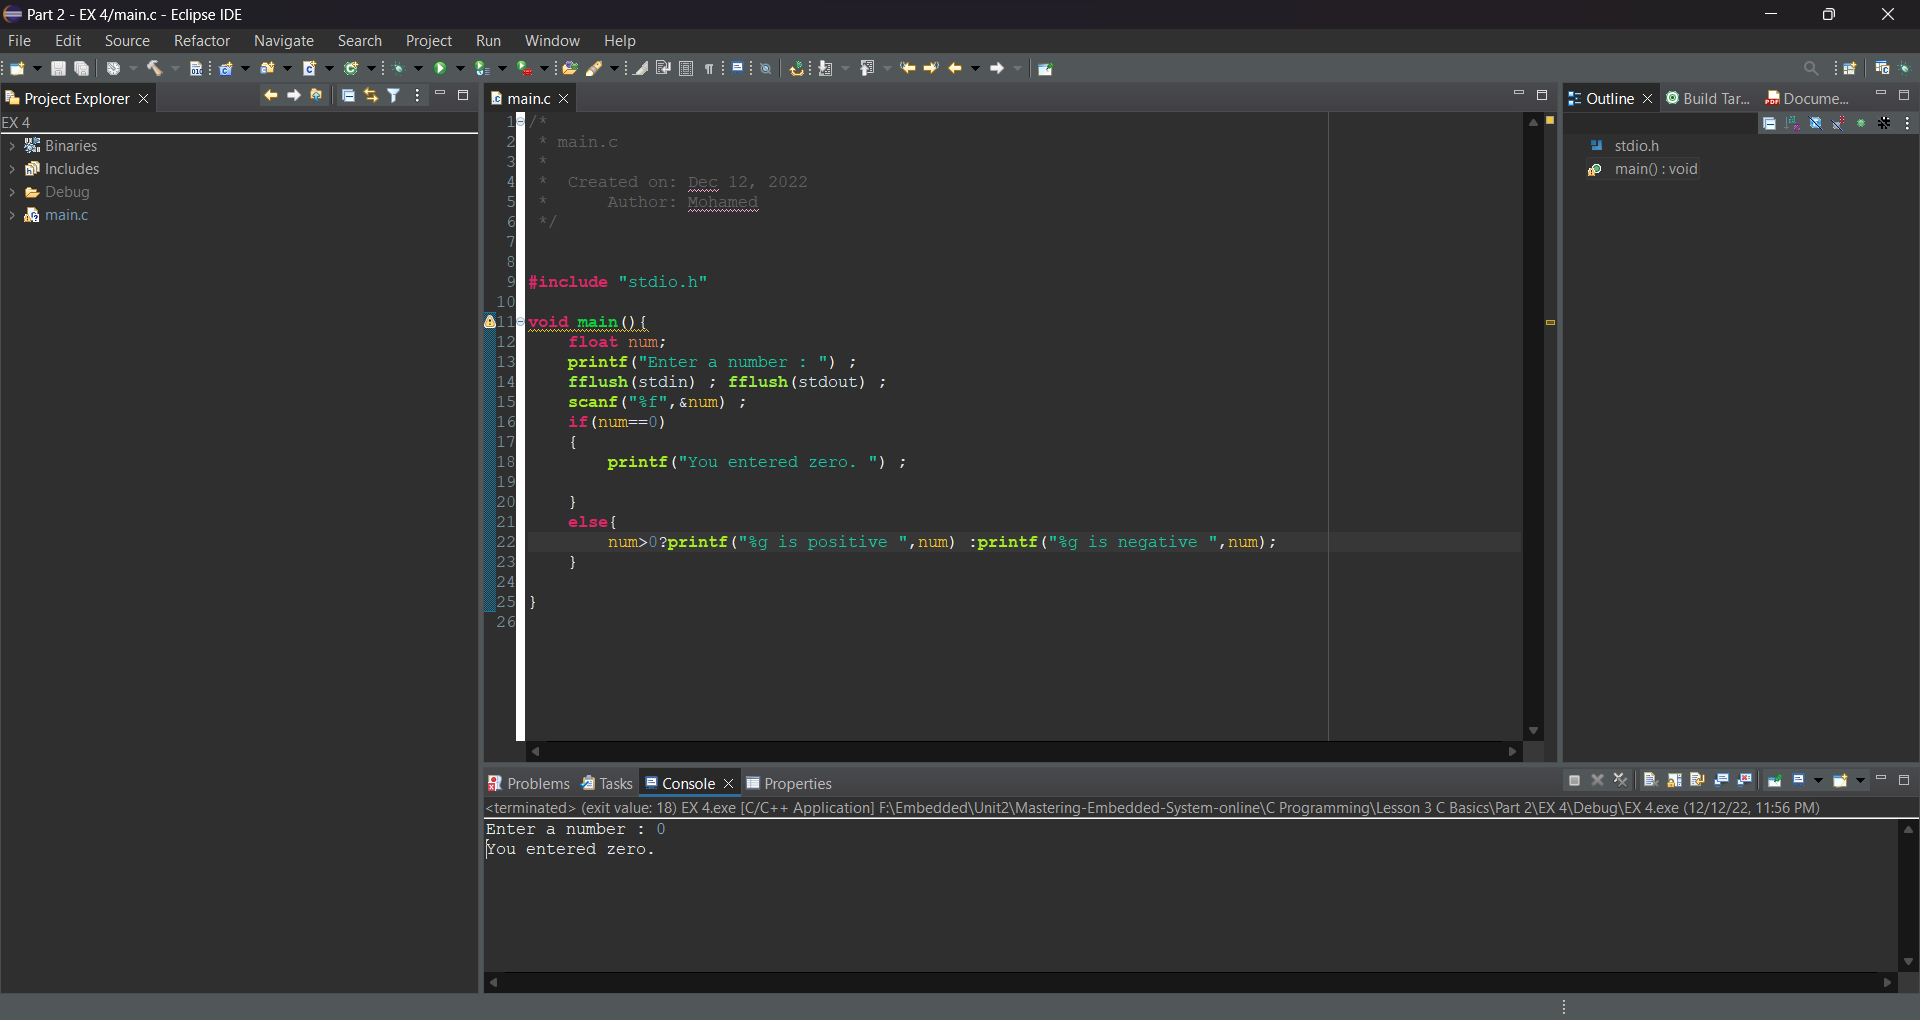 Part 2 - EX 4/main.c - Eclipse IDE
File Edit Source Refactor Navigate Search Project Run Window Help
Project Explorer
EX 4
Binaries
Includes
Debug
main.c
main.c
1 /*
2  * main.c
3  *
4  *  Created on: Dec 12, 2022
5  *      Author: Mohamed
6  */
7
8
9 #include "stdio.h"
10
11 void main(){
12     float num;
13     printf("Enter a number : ") ;
14     fflush(stdin) ; fflush(stdout) ;
15     scanf("%f",&num) ;
16     if(num==0)
17     {
18         printf("You entered zero. ") ;
19
20     }
21     else{
22         num>0?printf("%g is positive ",num) :printf("%g is negative ",num);
23     }
24
25 }
26
Outline Build Tar... Docume...
stdio.h
main() : void
Problems Tasks Console Properties
<terminated> (exit value: 18) EX 4.exe [C/C++ Application] F:\Embedded\Unit2\Mastering-Embedded-System-online\C Programming\Lesson 3 C Basics\Part 2\EX 4\Debug\EX 4.exe (12/12/22, 11:56 PM)
Enter a number : 0
You entered zero.